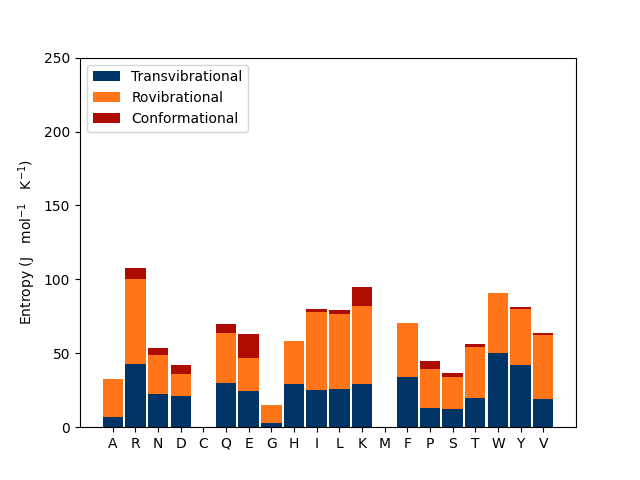 250
200
150
100
50
0
Entropy (J mol⁻¹ K⁻¹)
Transvibrational
Rovibrational
Conformational
A R N D C Q E G H I L K M F P S T W Y V